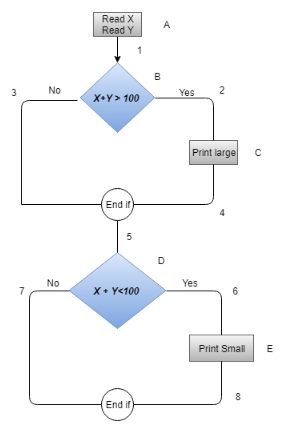 Read X
Read Y
A
1
B
X+Y > 100
No
Yes
3
2
Print large
C
End if
4
5
D
X + Y<100
No
Yes
7
6
Print Small
E
8
End if